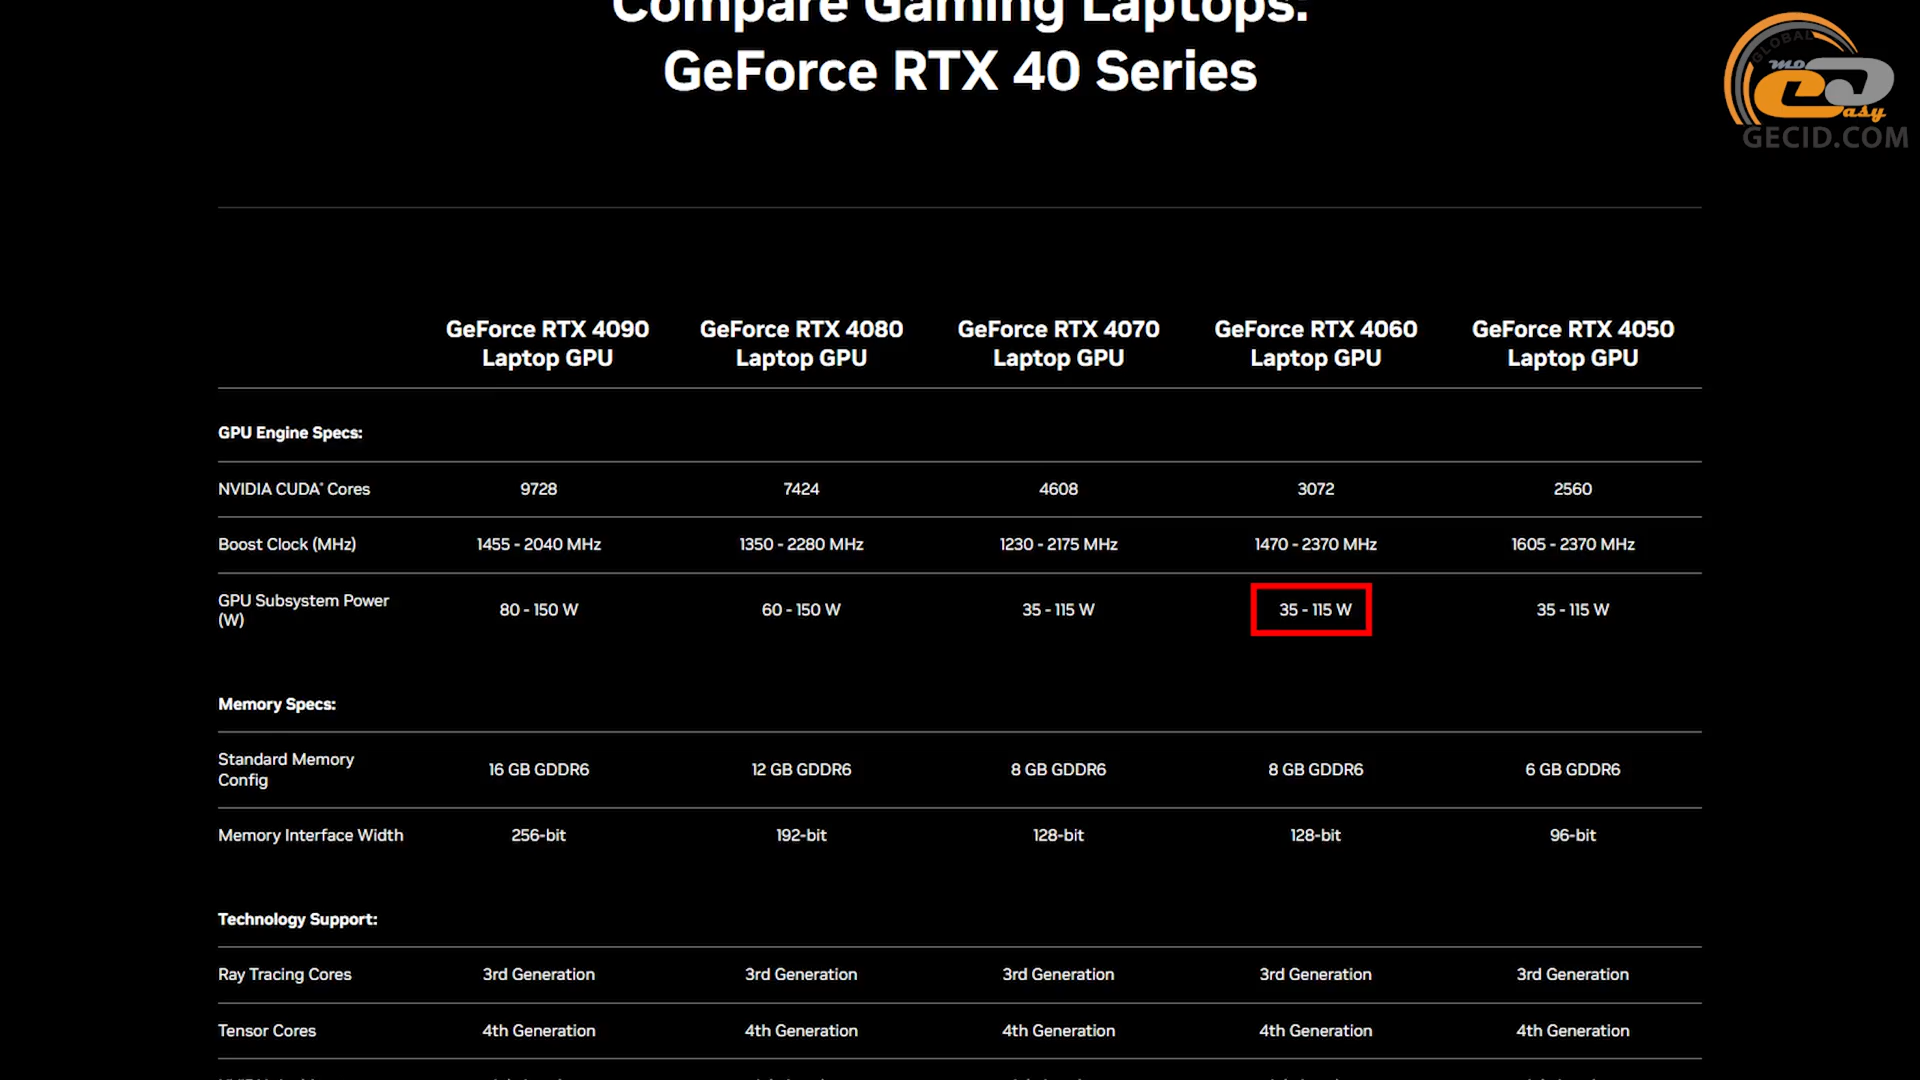 Compare Gaming Laptops:
GeForce RTX 40 Series
GLOBAL
mo
asy
GECID.COM
GeForce RTX 4090 Laptop GPU
GeForce RTX 4080 Laptop GPU
GeForce RTX 4070 Laptop GPU
GeForce RTX 4060 Laptop GPU
GeForce RTX 4050 Laptop GPU
GPU Engine Specs:
NVIDIA CUDA® Cores 9728 7424 4608 3072 2560
Boost Clock (MHz) 1455 - 2040 MHz 1350 - 2280 MHz 1230 - 2175 MHz 1470 - 2370 MHz 1605 - 2370 MHz
GPU Subsystem Power (W) 80 - 150 W 60 - 150 W 35 - 115 W 35 - 115 W 35 - 115 W
Memory Specs:
Standard Memory Config 16 GB GDDR6 12 GB GDDR6 8 GB GDDR6 8 GB GDDR6 6 GB GDDR6
Memory Interface Width 256-bit 192-bit 128-bit 128-bit 96-bit
Technology Support:
Ray Tracing Cores 3rd Generation 3rd Generation 3rd Generation 3rd Generation 3rd Generation
Tensor Cores 4th Generation 4th Generation 4th Generation 4th Generation 4th Generation